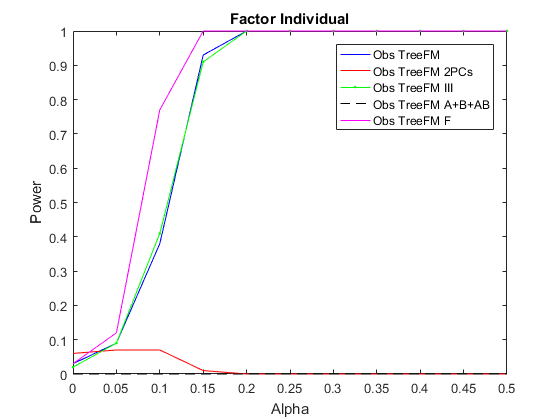 Factor Individual
1
0.9
0.8
0.7
0.6
0.5
0.4
0.3
0.2
0.1
0
Power
Obs TreeFM
Obs TreeFM 2PCs
Obs TreeFM III
Obs TreeFM A+B+AB
Obs TreeFM F
0 0.05 0.1 0.15 0.2 0.25 0.3 0.35 0.4 0.45 0.5
Alpha